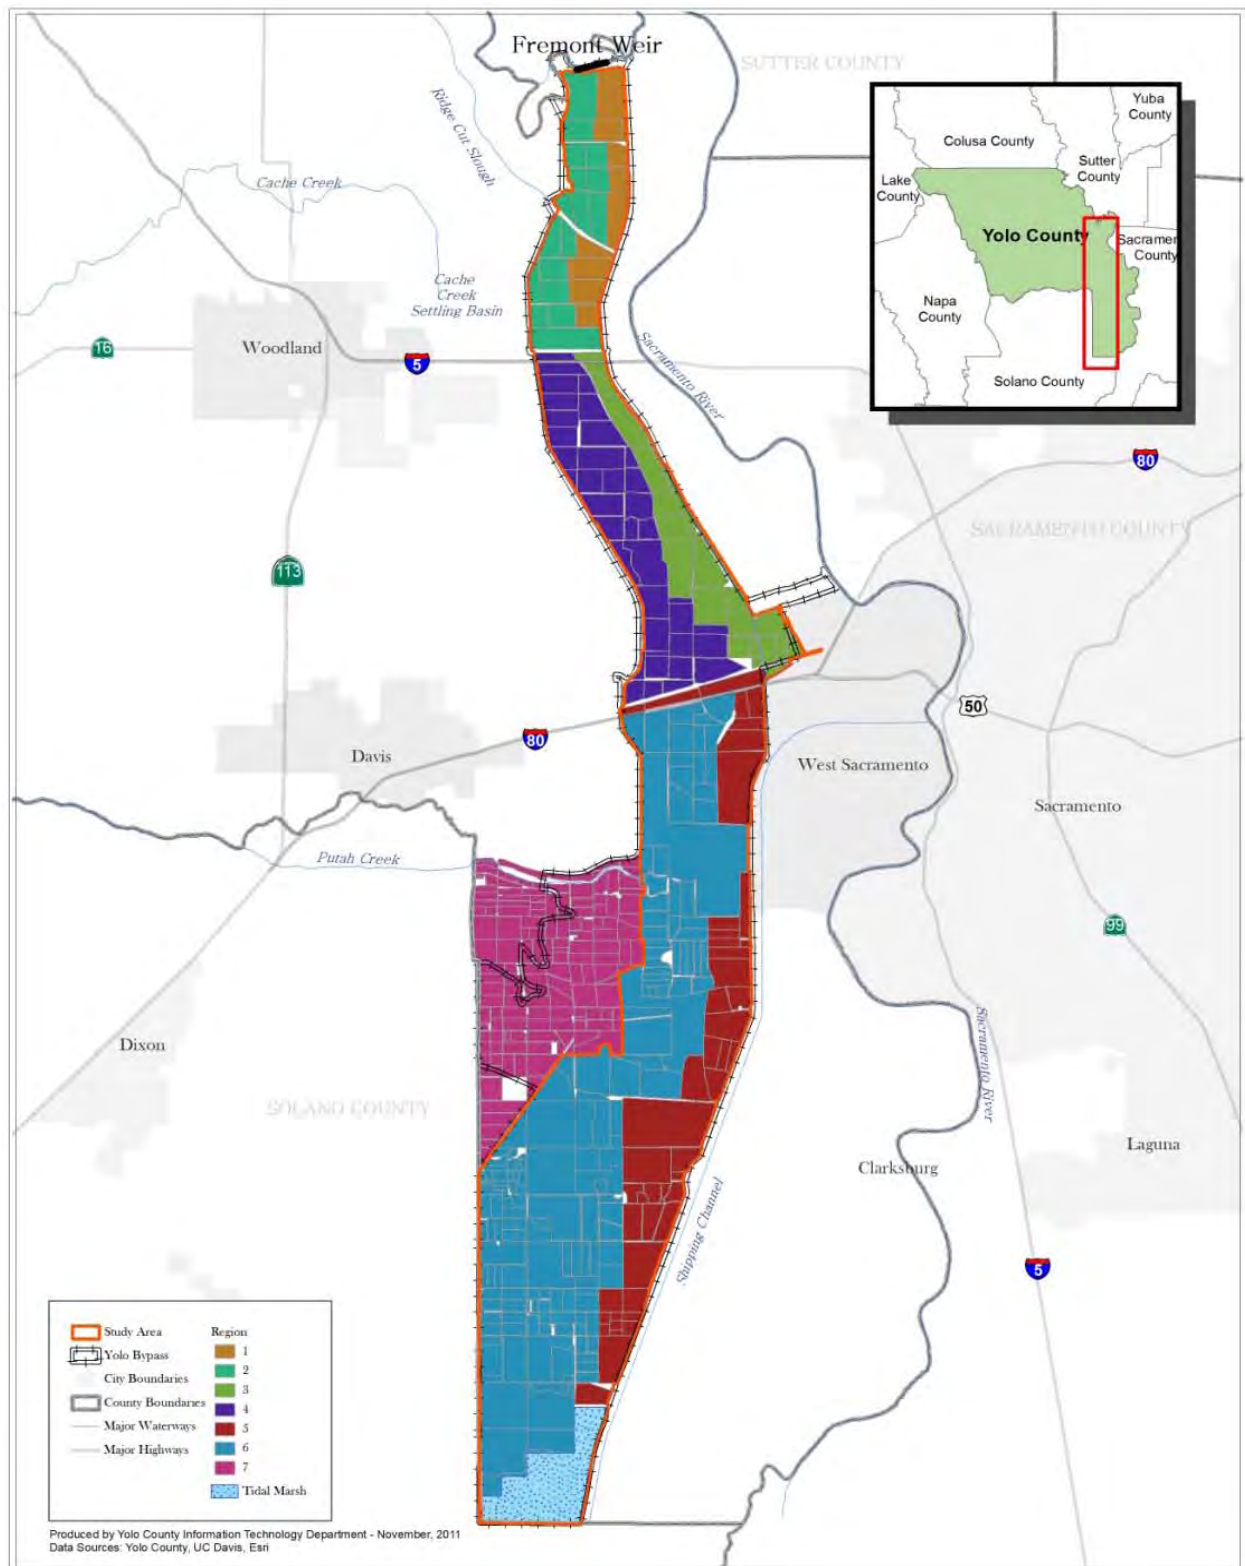 Fremont Weir
SUTTER COUNTY
Ridge Cut Slough
Cache Creek
Cache
Creek
Settling Basin
Woodland
16
5
113
Sacramento River
80
SACRAMENTO COUNTY
Yuba
County
Colusa County
Sutter
County
Lake
County
Yolo County
Sacramen
County
Napa
County
Solano County
Davis
80
50
West Sacramento
Sacramento
Putah Creek
99
Dixon
SOLANO COUNTY
Sacramento River
Laguna
Clarksburg
Shipping Channel
5
Study Area
Yolo Bypass
City Boundaries
County Boundaries
Major Waterways
Major Highways
Region
1
2
3
4
5
6
7
Tidal Marsh
Produced by Yolo County Information Technology Department - November, 2011
Data Sources: Yolo County, UC Davis, Esri